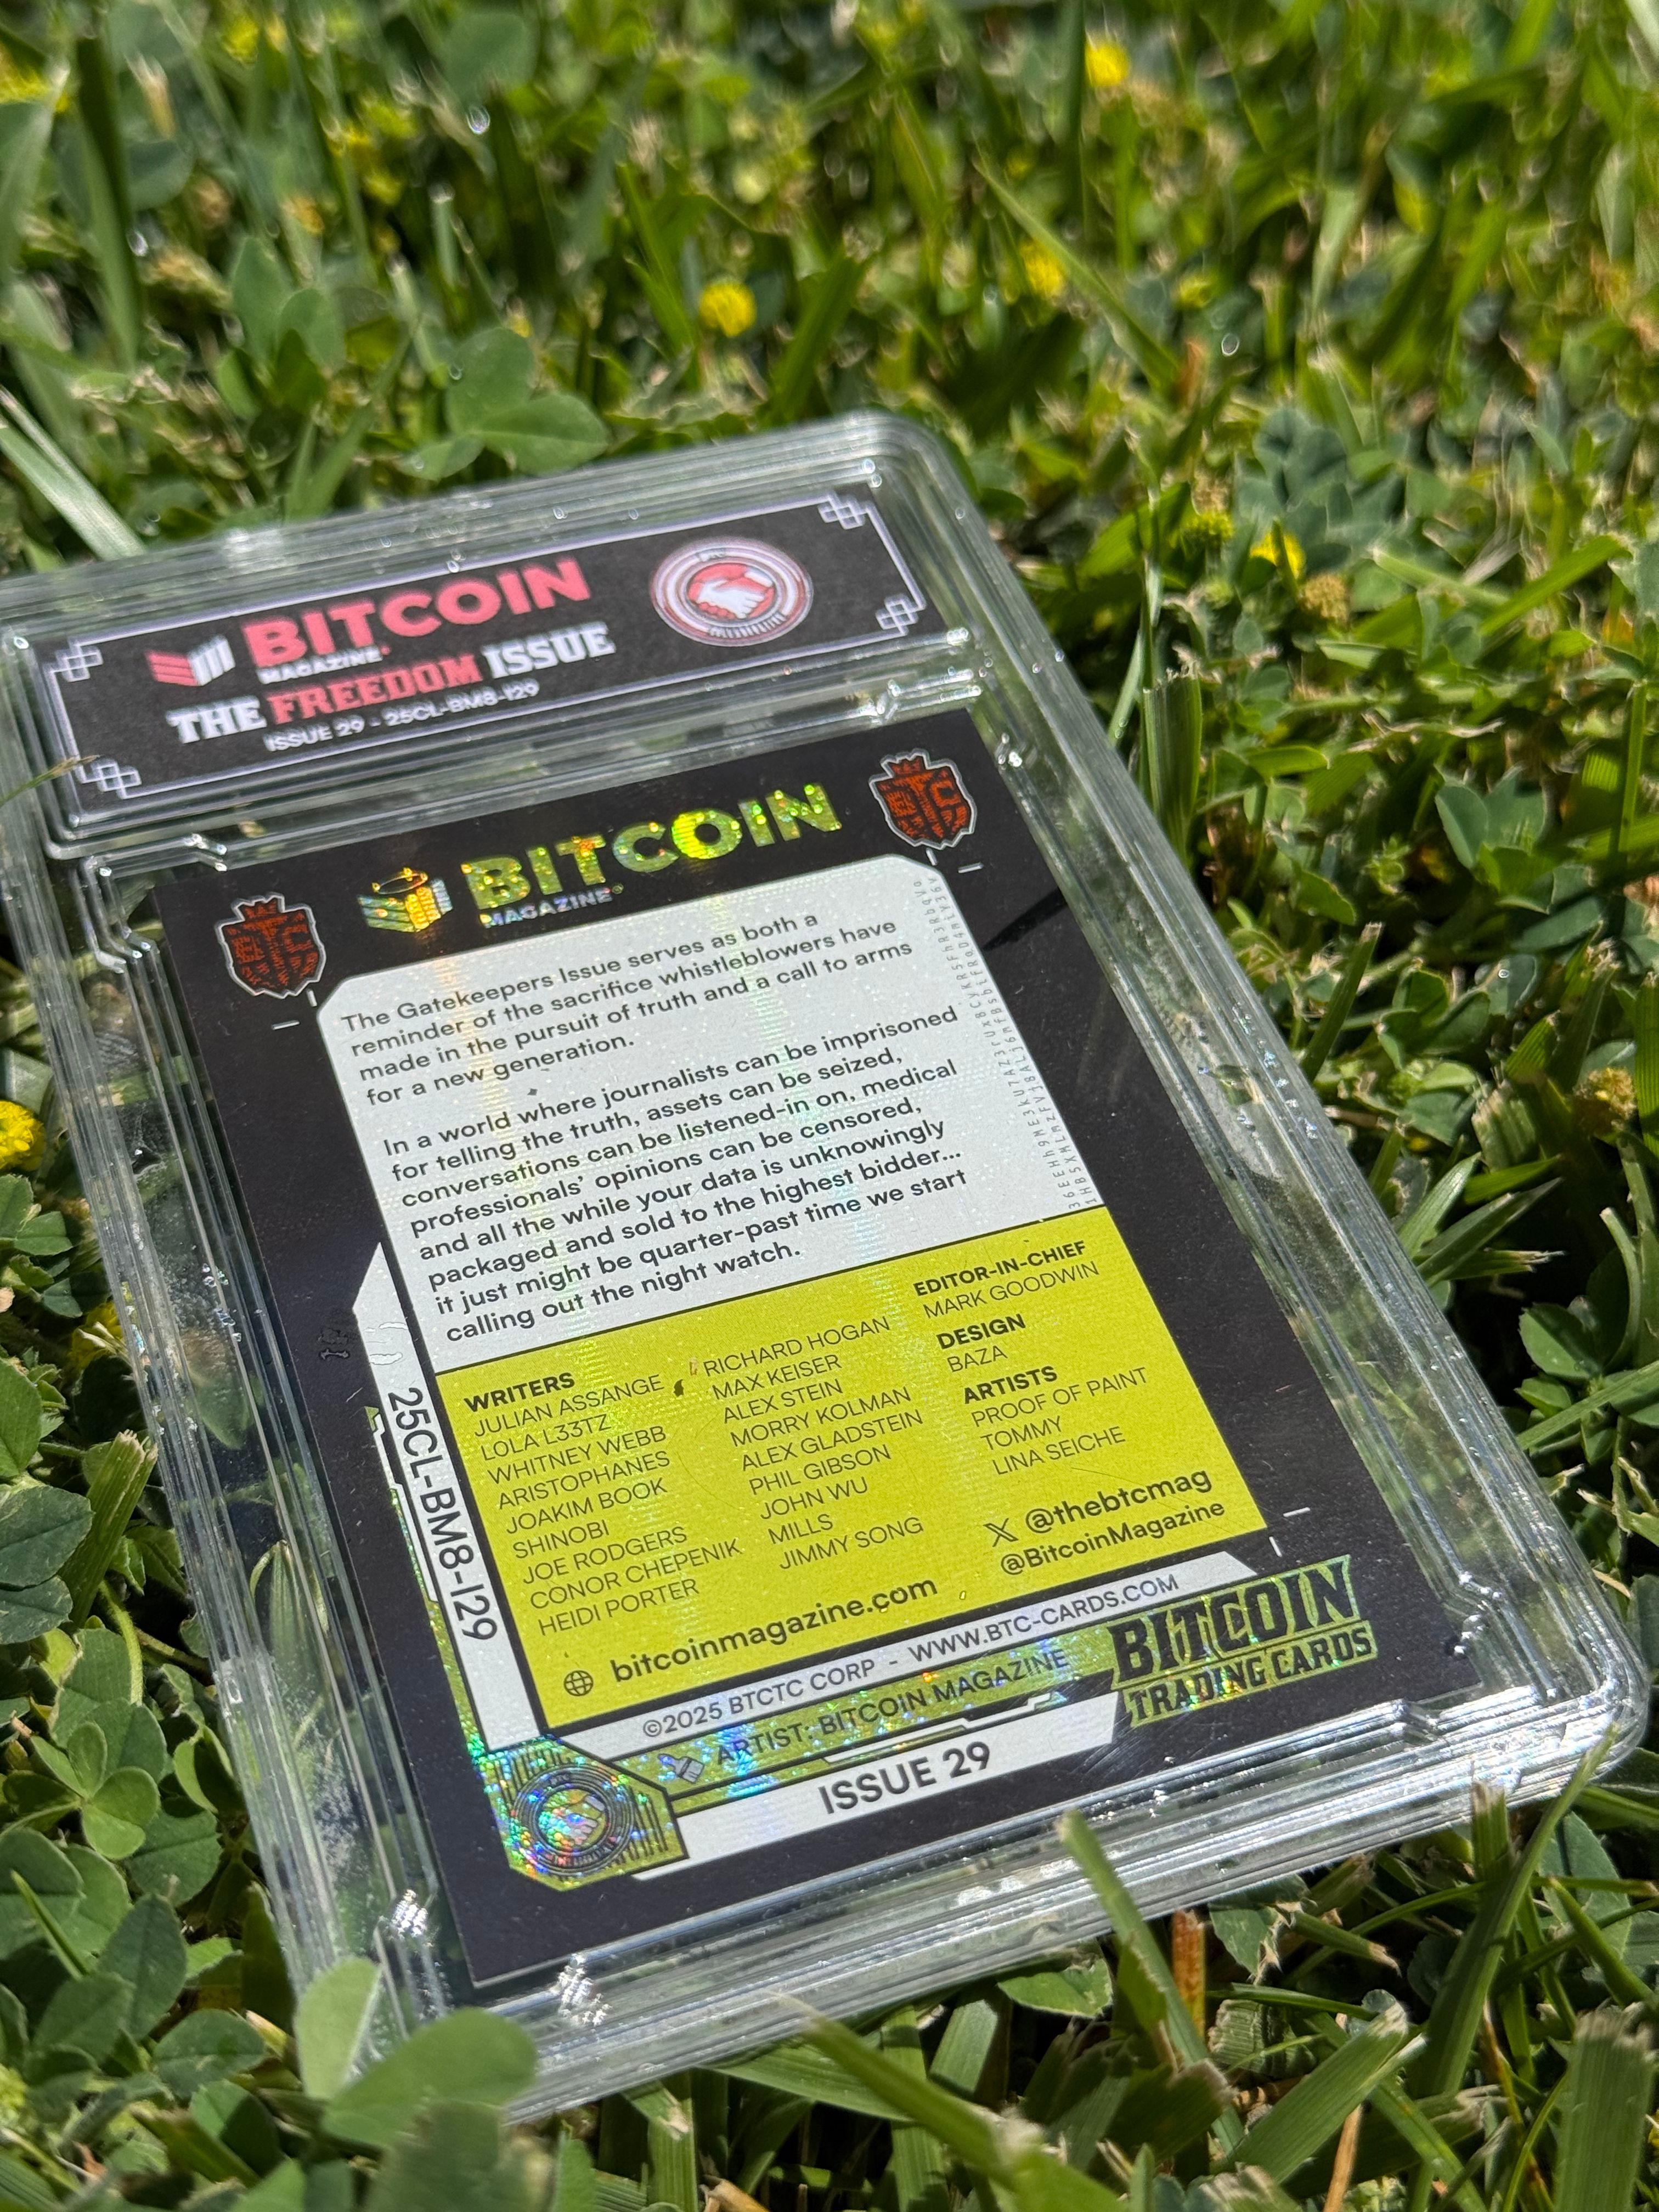 BITCOIN
MAGAZINE
THE FREEDOM ISSUE
ISSUE 29 - 25CL-BM8-I29
COLLABORATION
BITCOIN
MAGAZINE
BTC
BTC
The Gatekeepers Issue serves as both a
reminder of the sacrifice whistleblowers have
made in the pursuit of truth and a call to arms
for a new generation.
In a world where journalists can be imprisoned
for telling the truth, assets can be seized,
conversations can be listened-in on, medical
professionals' opinions can be censored,
and all the while your data is unknowingly
packaged and sold to the highest bidder...
it just might be quarter-past time we start
calling out the night watch.
WRITERS
JULIAN ASSANGE
L0LA L33TZ
WHITNEY WEBB
ARISTOPHANES
JOAKIM BOOK
SHINOBI
JOE RODGERS
CONOR CHEPENIK
HEIDI PORTER
RICHARD HOGAN
MAX KEISER
ALEX STEIN
MORRY KOLMAN
ALEX GLADSTEIN
PHIL GIBSON
JOHN WU
MILLS
JIMMY SONG
EDITOR-IN-CHIEF
MARK GOODWIN
DESIGN
BAZA
ARTISTS
PROOF OF PAINT
TOMMY
LINA SEICHE
X @thebtcmag
@BitcoinMagazine
bitcoinmagazine.com
25CL-BM8-I29
©2025 BTCTC CORP - WWW.BTC-CARDS.COM
ARTIST: BITCOIN MAGAZINE
BITCOIN
TRADING CARDS
ISSUE 29